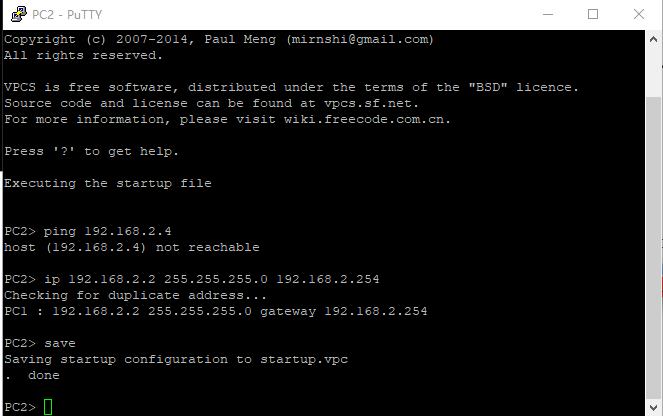 PC2 - PuTTY
Copyright (c) 2007-2014, Paul Meng (mirnshi@gmail.com)
All rights reserved.
VPCS is free software, distributed under the terms of the "BSD" licence.
Source code and license can be found at vpcs.sf.net.
For more information, please visit wiki.freecode.com.cn.
Press '?' to get help.
Executing the startup file
PC2> ping 192.168.2.4
host (192.168.2.4) not reachable
PC2> ip 192.168.2.2 255.255.255.0 192.168.2.254
Checking for duplicate address...
PC1 : 192.168.2.2 255.255.255.0 gateway 192.168.2.254
PC2> save
Saving startup configuration to startup.vpc
.  done
PC2>